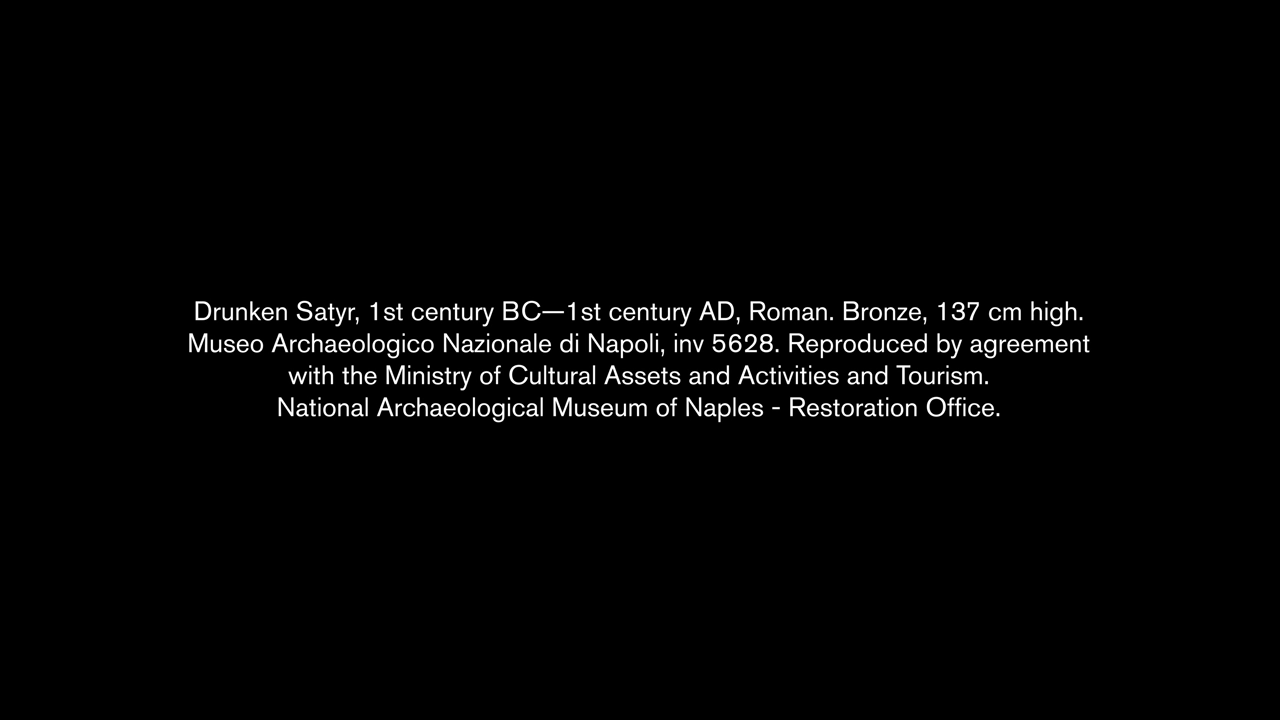 Drunken Satyr, 1st century BC—1st century AD, Roman. Bronze, 137 cm high.
Museo Archaeologico Nazionale di Napoli, inv 5628. Reproduced by agreement
with the Ministry of Cultural Assets and Activities and Tourism.
National Archaeological Museum of Naples - Restoration Office.